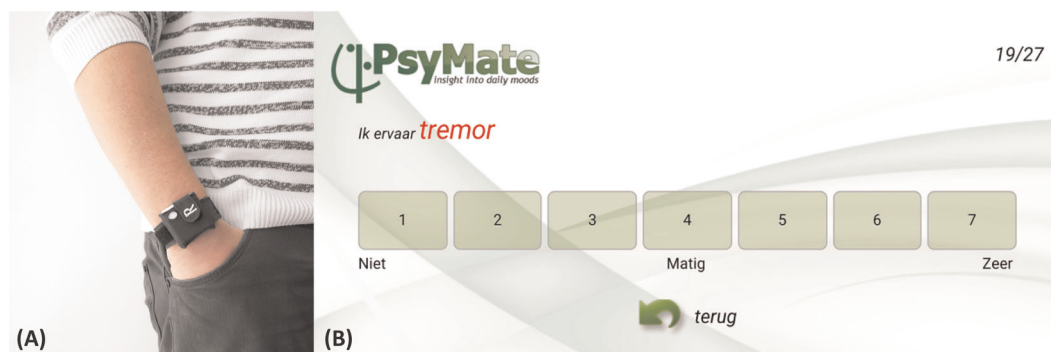 R
(A)
PsyMate
insight into daily moods
19/27
Ik ervaar tremor
1 2 3 4 5 6 7
Niet Matig Zeer
terug
(B)